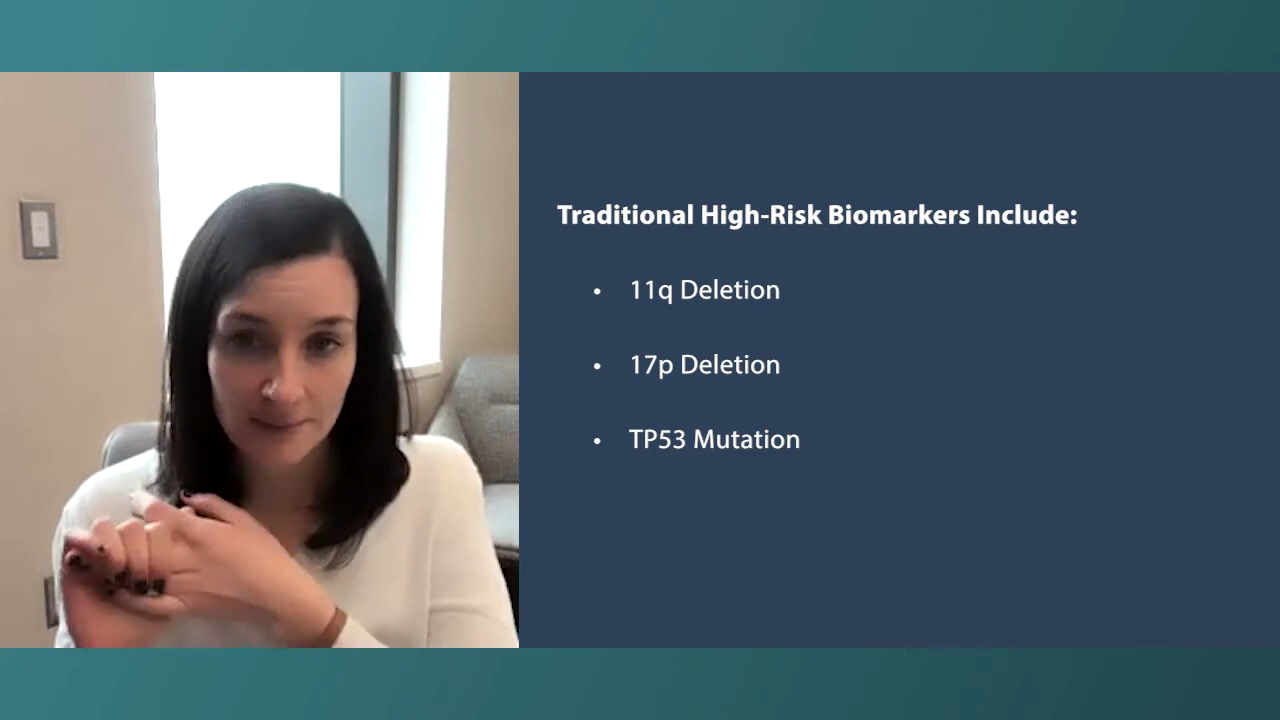 Traditional High-Risk Biomarkers Include:
• 11q Deletion
• 17p Deletion
• TP53 Mutation